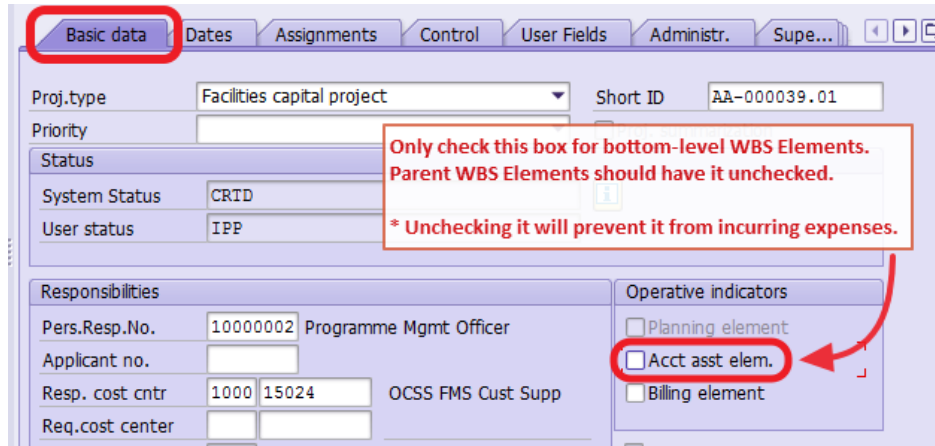 Basic data Dates Assignments Control User Fields Administr. Supe...
Proj.type Facilities capital project Short ID AA-000039.01
Priority
Only check this box for bottom-level WBS Elements.
Parent WBS Elements should have it unchecked.
* Unchecking it will prevent it from incurring expenses.
Status
System Status CRTD
User status IPP
Responsibilities Operative indicators
Pers.Resp.No. 10000002 Programme Mgmt Officer Planning element
Applicant no. Acct asst elem.
Resp. cost cntr 1000 15024 OCSS FMS Cust Supp Billing element
Req.cost center